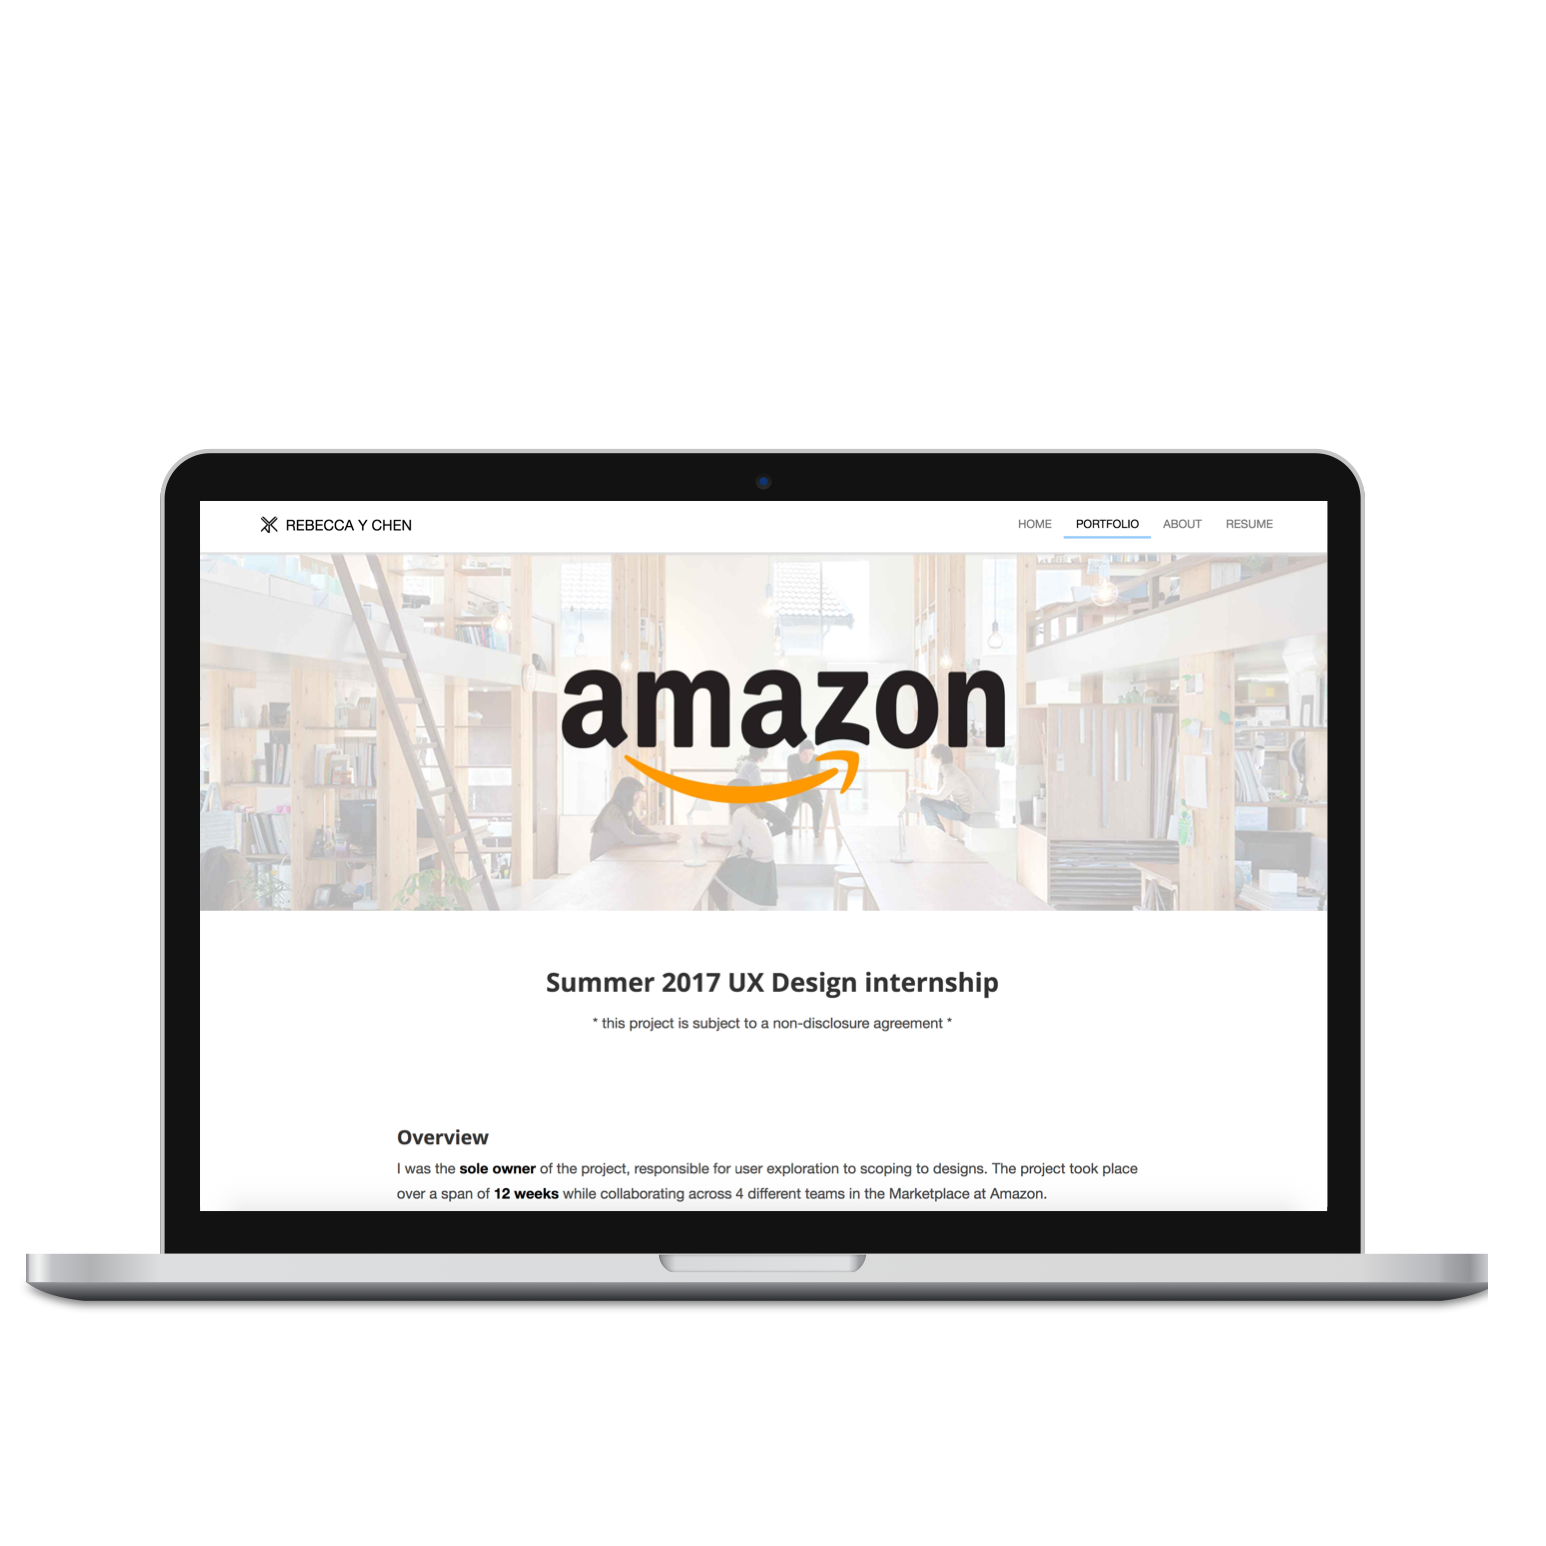 REBECCA Y CHEN
HOME PORTFOLIO ABOUT RESUME
amazon
Summer 2017 UX Design internship
* this project is subject to a non-disclosure agreement *
Overview
I was the sole owner of the project, responsible for user exploration to scoping to designs. The project took place
over a span of 12 weeks while collaborating across 4 different teams in the Marketplace at Amazon.